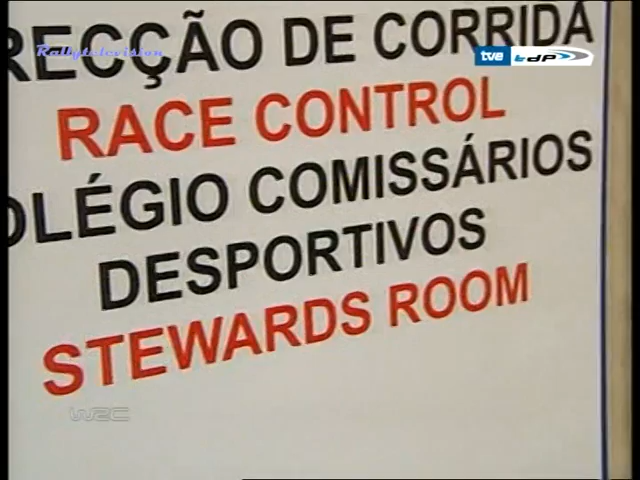 RECÇÃO DE CORRIDA
Rallytelevision
tve tdp
RACE CONTROL
OLÉGIO COMISSÁRIOS
DESPORTIVOS
STEWARDS ROOM
WRC